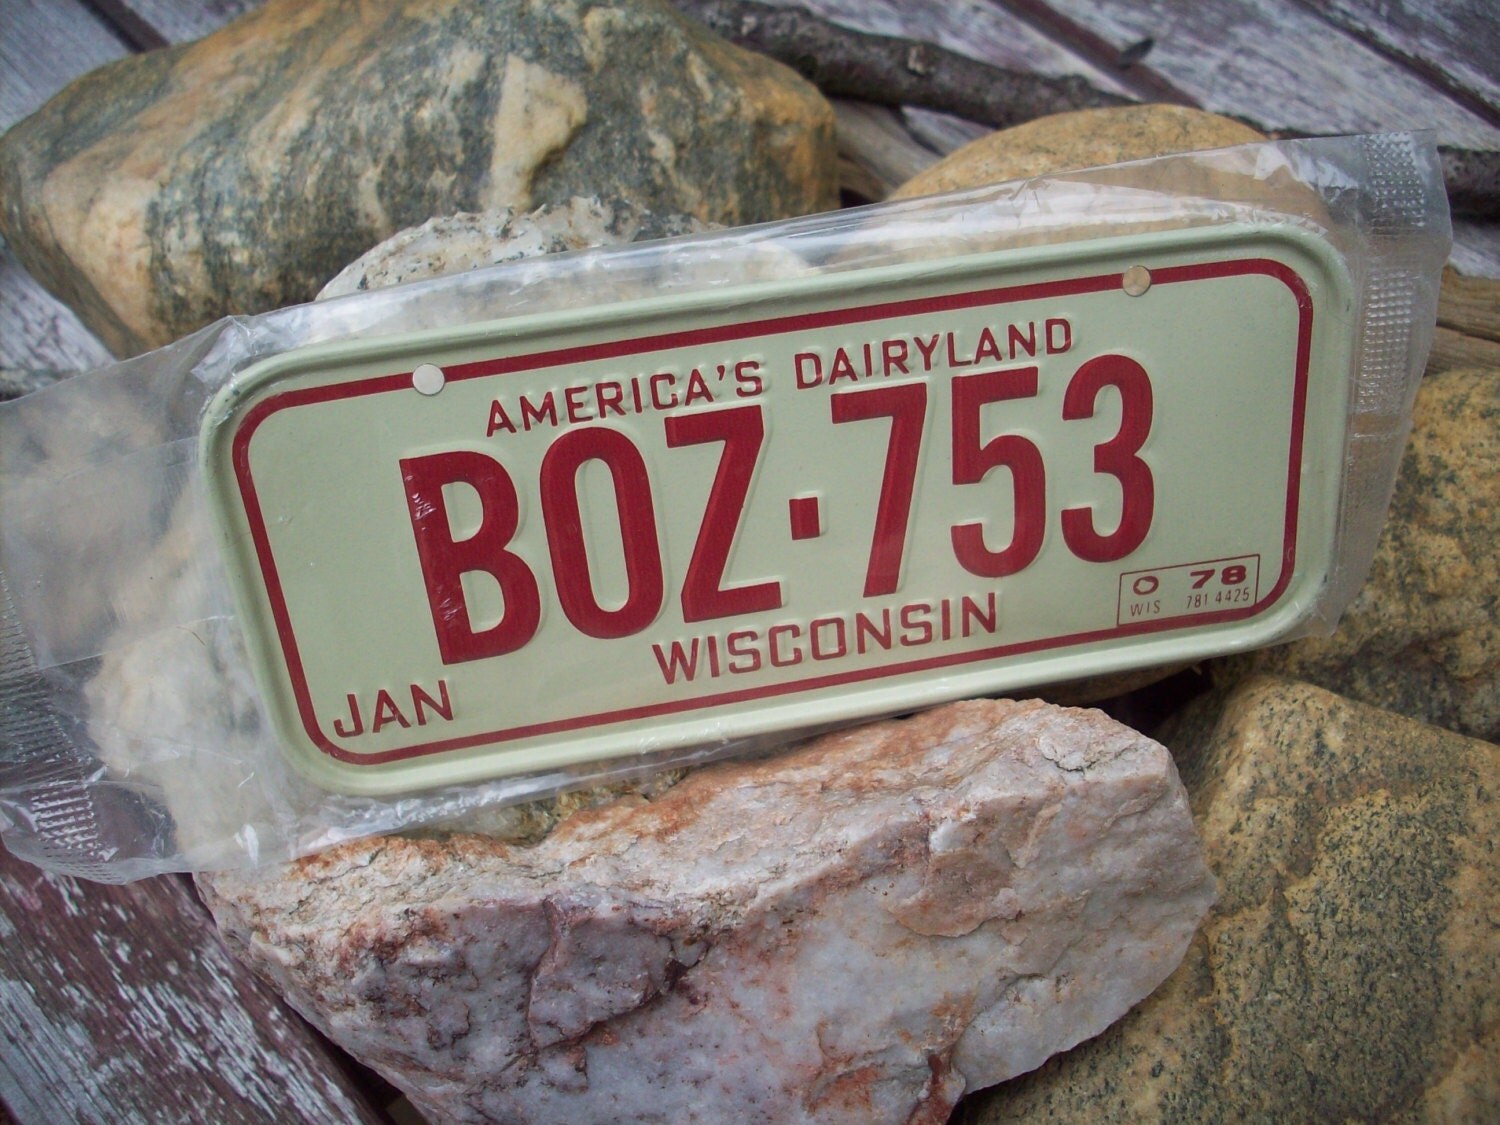 AMERICA'S DAIRYLAND
BOZ·753
WISCONSIN
JAN
O 78
WIS 781 4425